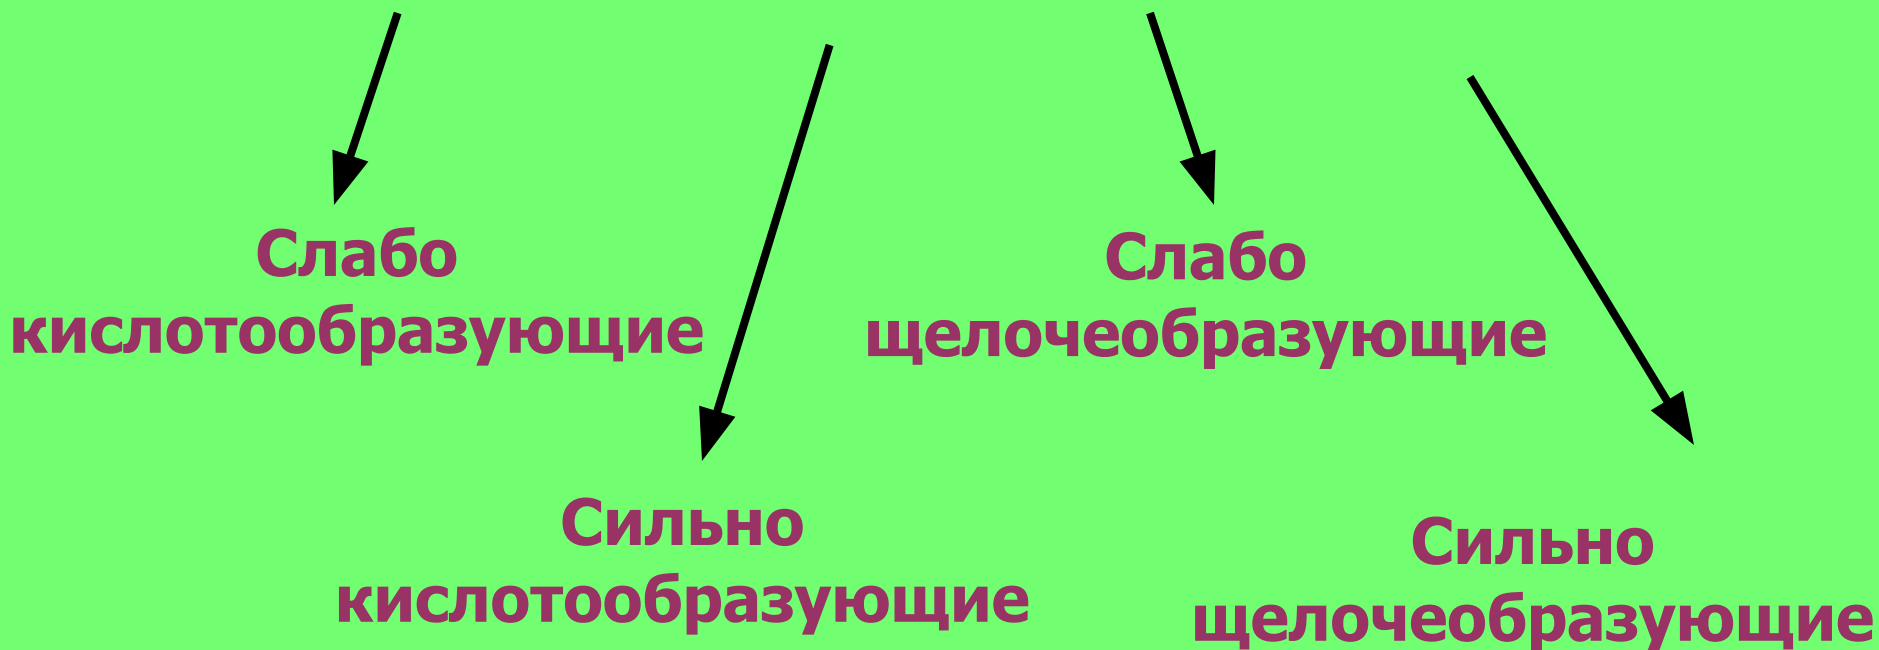 Слабо
кислотообразующие
Слабо
щелочеобразующие
Сильно
кислотообразующие
Сильно
щелочеобразующие